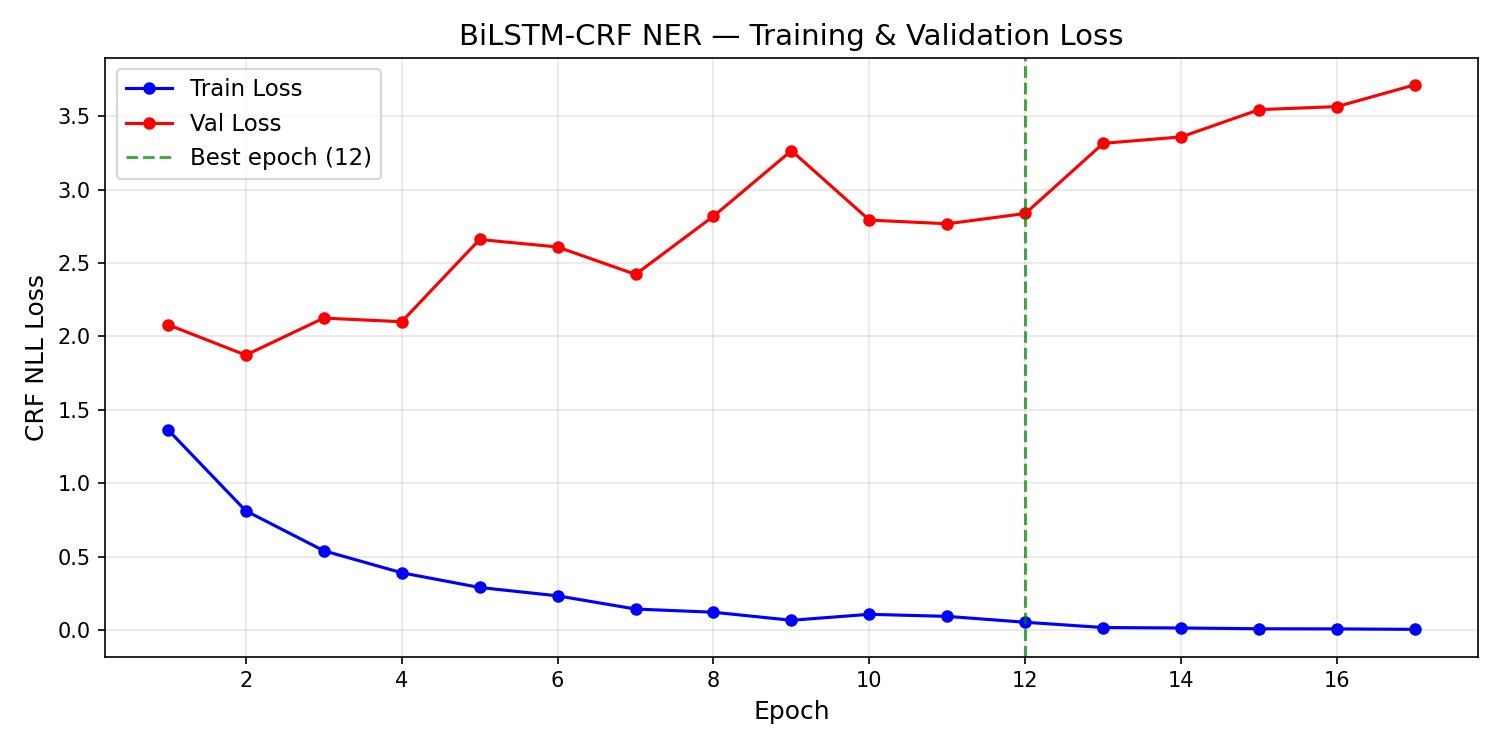 BiLSTM-CRF NER — Training & Validation Loss
Train Loss
Val Loss
Best epoch (12)
CRF NLL Loss
3.5
3.0
2.5
2.0
1.5
1.0
0.5
0.0
2 4 6 8 10 12 14 16
Epoch